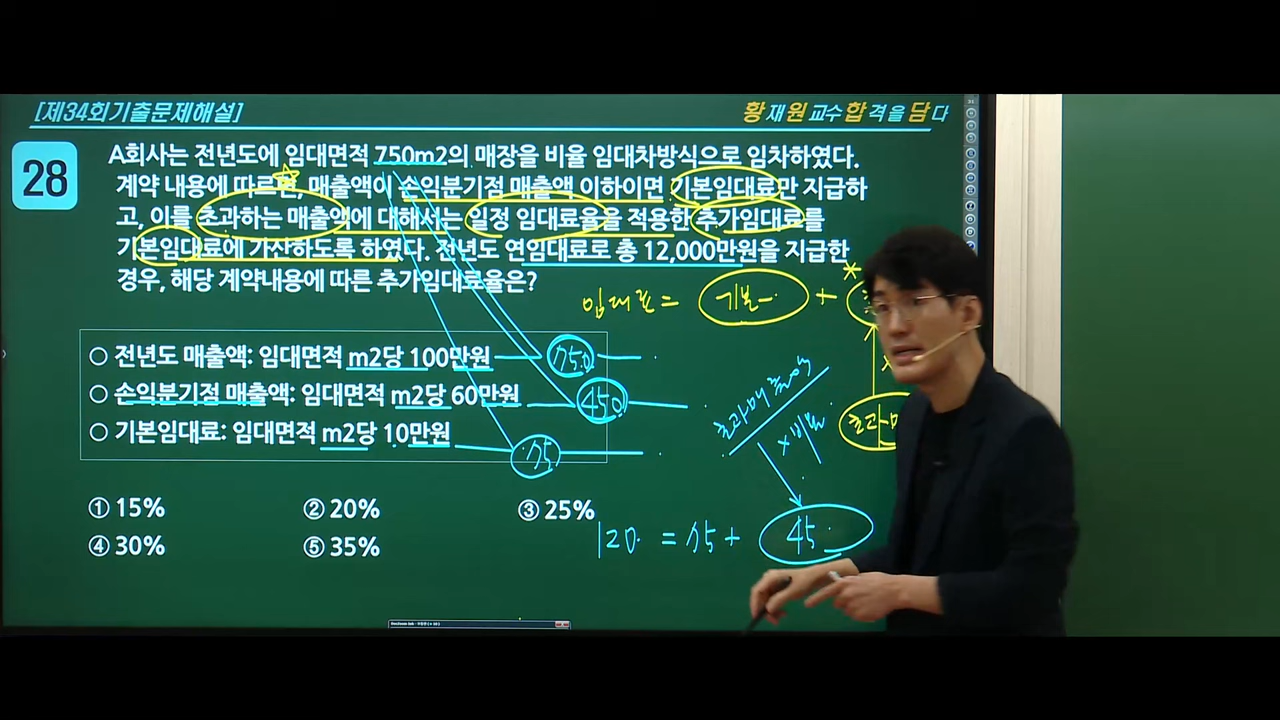 [제34회기출문제해설]
황재원교수합격을담다
28
A회사는 전년도에 임대면적 750m2의 매장을 비율 임대차방식으로 임차하였다.
계약 내용에 따르면, 매출액이 손익분기점 매출액 이하이면 기본임대료만 지급하
고, 이를 초과하는 매출액에 대해서는 일정 임대료율을 적용한 추가임대료를
기본임대료에 가산하도록 하였다. 전년도 연임대료로 총 12,000만원을 지급한
경우, 해당 계약내용에 따른 추가임대료율은?
임대료 = 기본 +
○ 전년도 매출액: 임대면적 m2당 100만원 750
○ 손익분기점 매출액: 임대면적 m2당 60만원 450
○ 기본임대료: 임대면적 m2당 10만원 75
초과매출액
×비율
초과
① 15% ② 20% ③ 25%
④ 30% ⑤ 35%
120 = 75 + 45